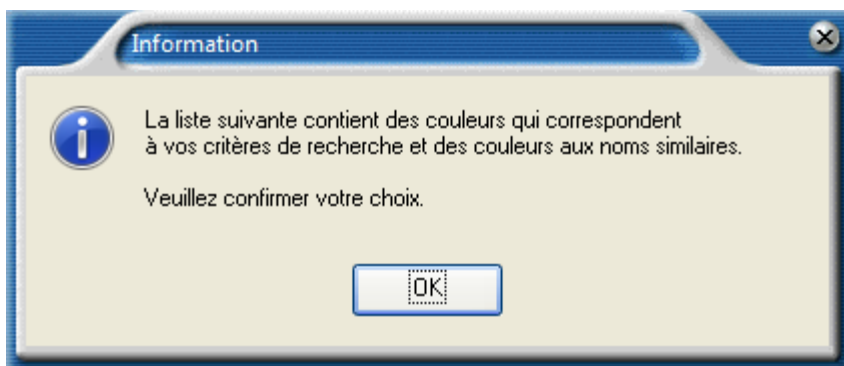 Information
La liste suivante contient des couleurs qui correspondent
à vos critères de recherche et des couleurs aux noms similaires.
Veuillez confirmer votre choix.
OK